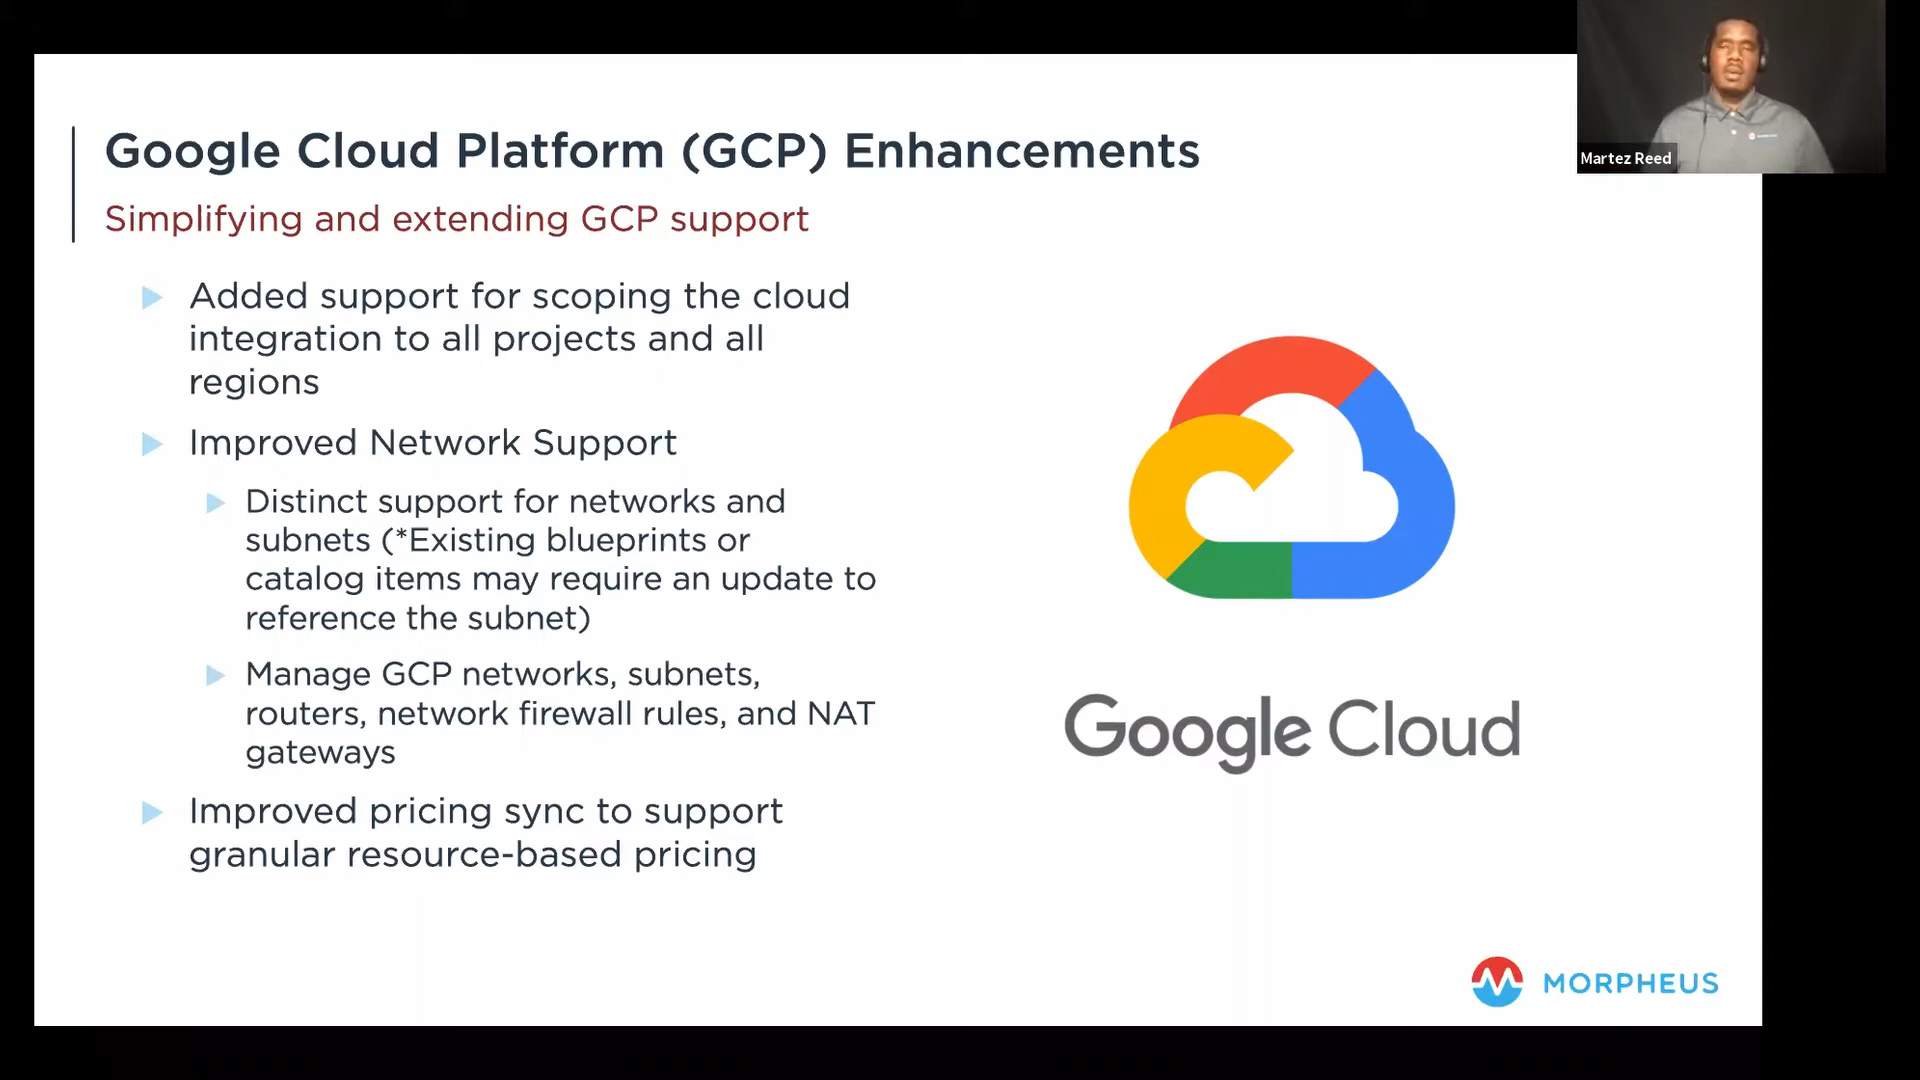 Google Cloud Platform (GCP) Enhancements
Simplifying and extending GCP support
Added support for scoping the cloud
integration to all projects and all
regions
Improved Network Support
Distinct support for networks and
subnets (*Existing blueprints or
catalog items may require an update to
reference the subnet)
Manage GCP networks, subnets,
routers, network firewall rules, and NAT
gateways
Improved pricing sync to support
granular resource-based pricing
Google Cloud
MORPHEUS
Martez Reed